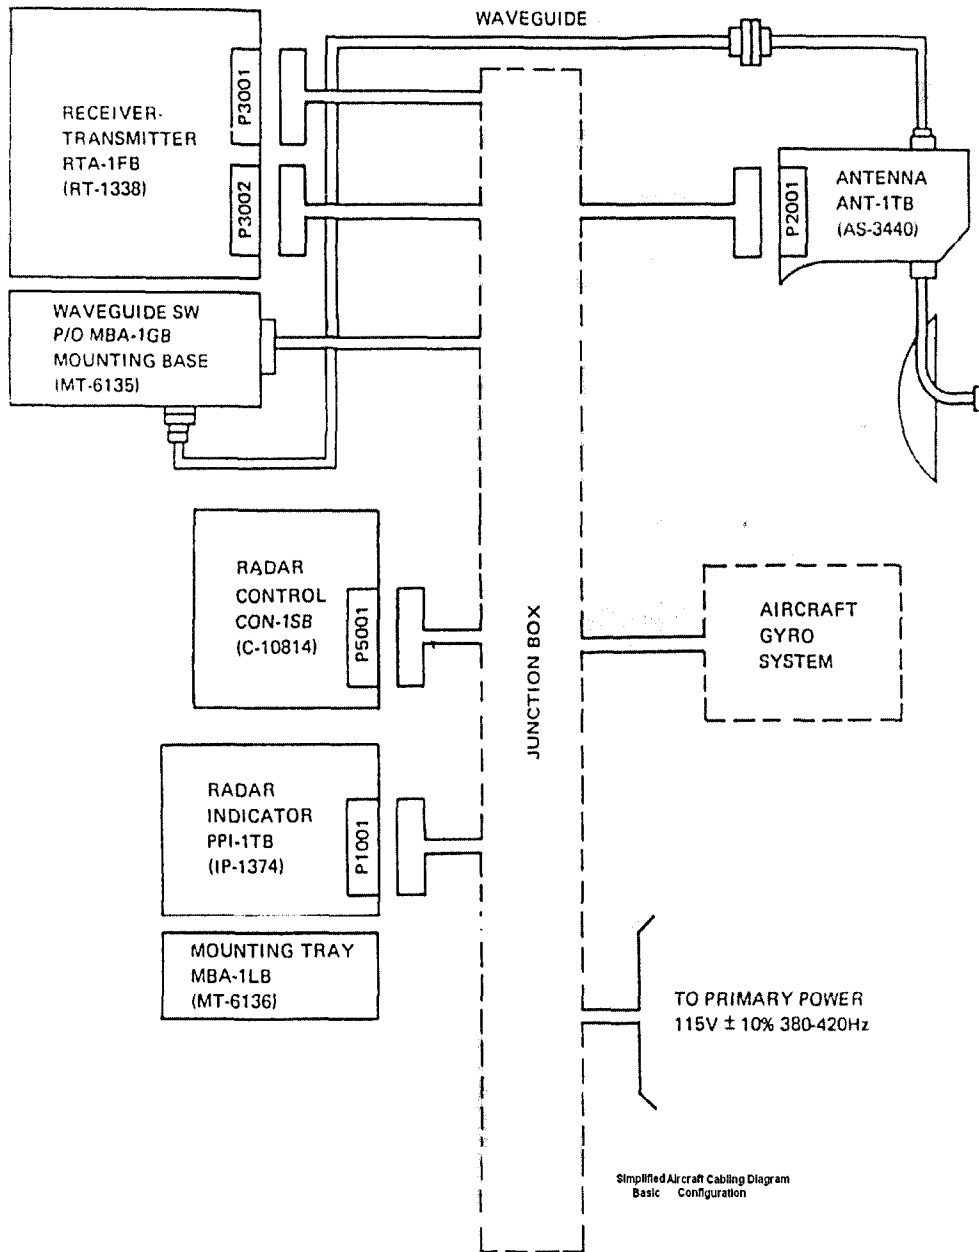 WAVEGUIDE
RECEIVER-
TRANSMITTER
RTA-1FB
(RT-1338)
P3001
P3002
ANTENNA
ANT-1TB
(AS-3440)
P2001
WAVEGUIDE SW
P/O MBA-1GB
MOUNTING BASE
(MT-6135)
RADAR
CONTROL
CON-1SB
(C-10814)
P5001
JUNCTION BOX
AIRCRAFT
GYRO
SYSTEM
RADAR
INDICATOR
PPI-1TB
(IP-1374)
P1001
MOUNTING TRAY
MBA-1LB
(MT-6136)
TO PRIMARY POWER
115V ± 10% 380-420Hz
Simplified Aircraft Cabling Diagram
Basic Configuration